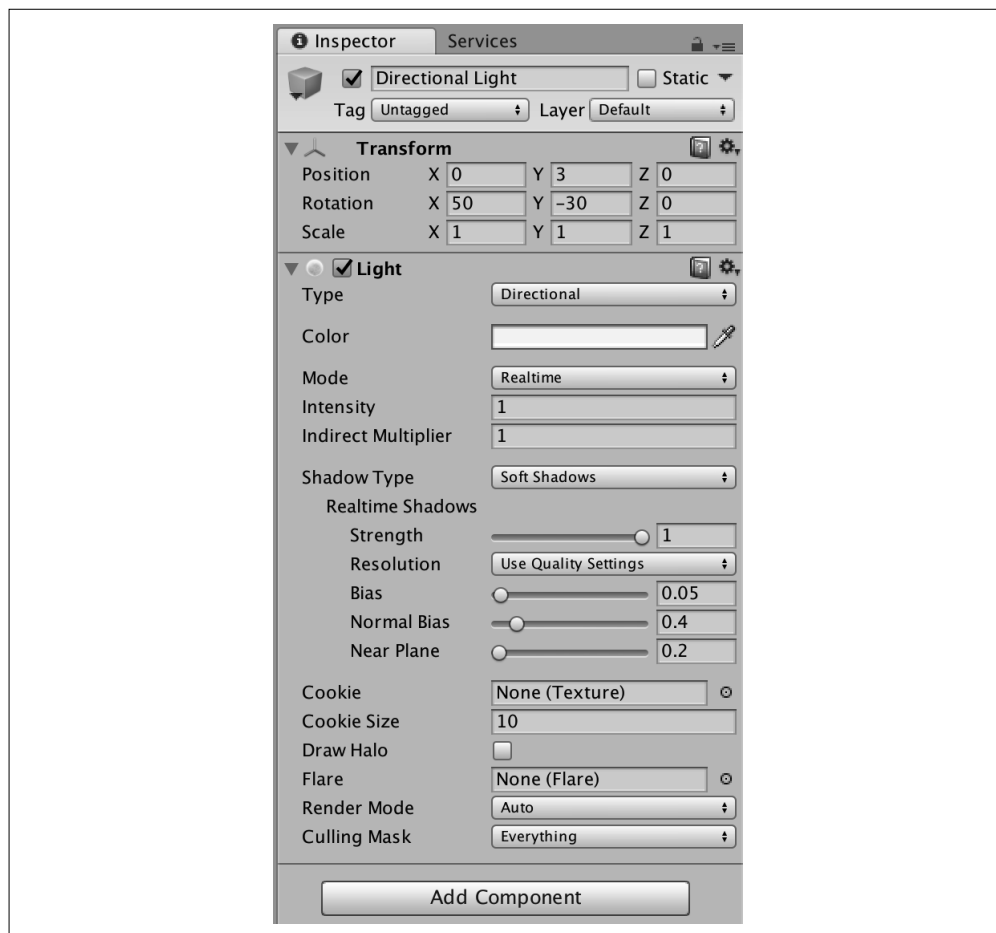 Inspector Services
Directional Light Static
Tag Untagged Layer Default
Transform
Position X 0 Y 3 Z 0
Rotation X 50 Y -30 Z 0
Scale X 1 Y 1 Z 1
Light
Type Directional
Color
Mode Realtime
Intensity 1
Indirect Multiplier 1
Shadow Type Soft Shadows
Realtime Shadows
Strength 1
Resolution Use Quality Settings
Bias 0.05
Normal Bias 0.4
Near Plane 0.2
Cookie None (Texture)
Cookie Size 10
Draw Halo
Flare None (Flare)
Render Mode Auto
Culling Mask Everything
Add Component